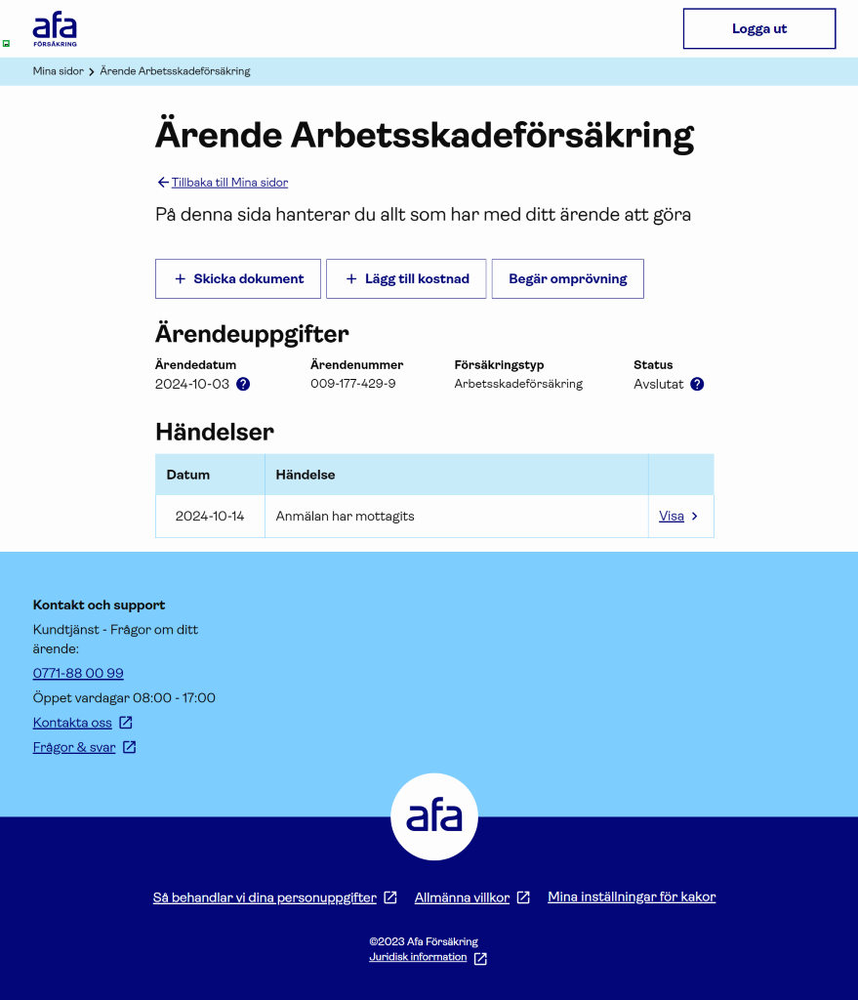 afa
FÖRSÄKRING
Logga ut
Mina sidor > Ärende Arbetsskadeförsäkring
Ärende Arbetsskadeförsäkring
Tillbaka till Mina sidor
På denna sida hanterar du allt som har med ditt ärende att göra
+ Skicka dokument + Lägg till kostnad Begär omprövning
Ärendeuppgifter
Ärendedatum Ärendenummer Försäkringstyp Status
2024-10-03 ? 009-177-429-9 Arbetsskadeförsäkring Avslutat ?
Händelser
Datum Händelse
2024-10-14 Anmälan har mottagits Visa >
Kontakt och support
Kundtjänst - Frågor om ditt
ärende:
0771-88 00 99
Öppet vardagar 08:00 - 17:00
Kontakta oss
Frågor & svar
afa
Så behandlar vi dina personuppgifter Allmänna villkor Mina inställningar för kakor
©2023 Afa Försäkring
Juridisk information